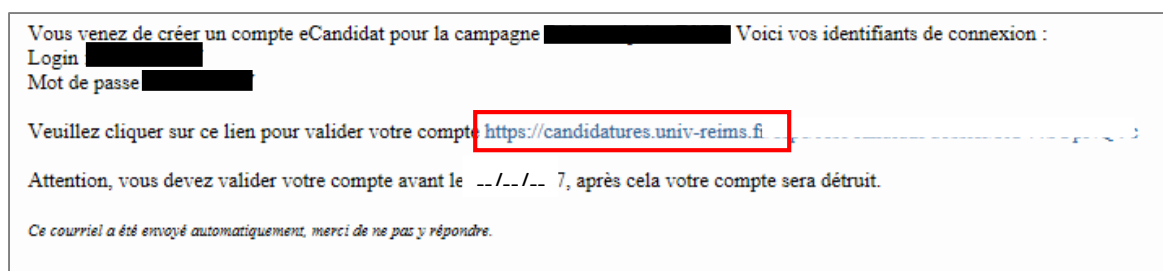 Vous venez de créer un compte eCandidat pour la campagne Voici vos identifiants de connexion :
Login :
Mot de passe
Veuillez cliquer sur ce lien pour valider votre compte https://candidatures.univ-reims.f
Attention, vous devez valider votre compte avant le --/--/-- 7, après cela votre compte sera détruit.
Ce courriel a été envoyé automatiquement, merci de ne pas y répondre.